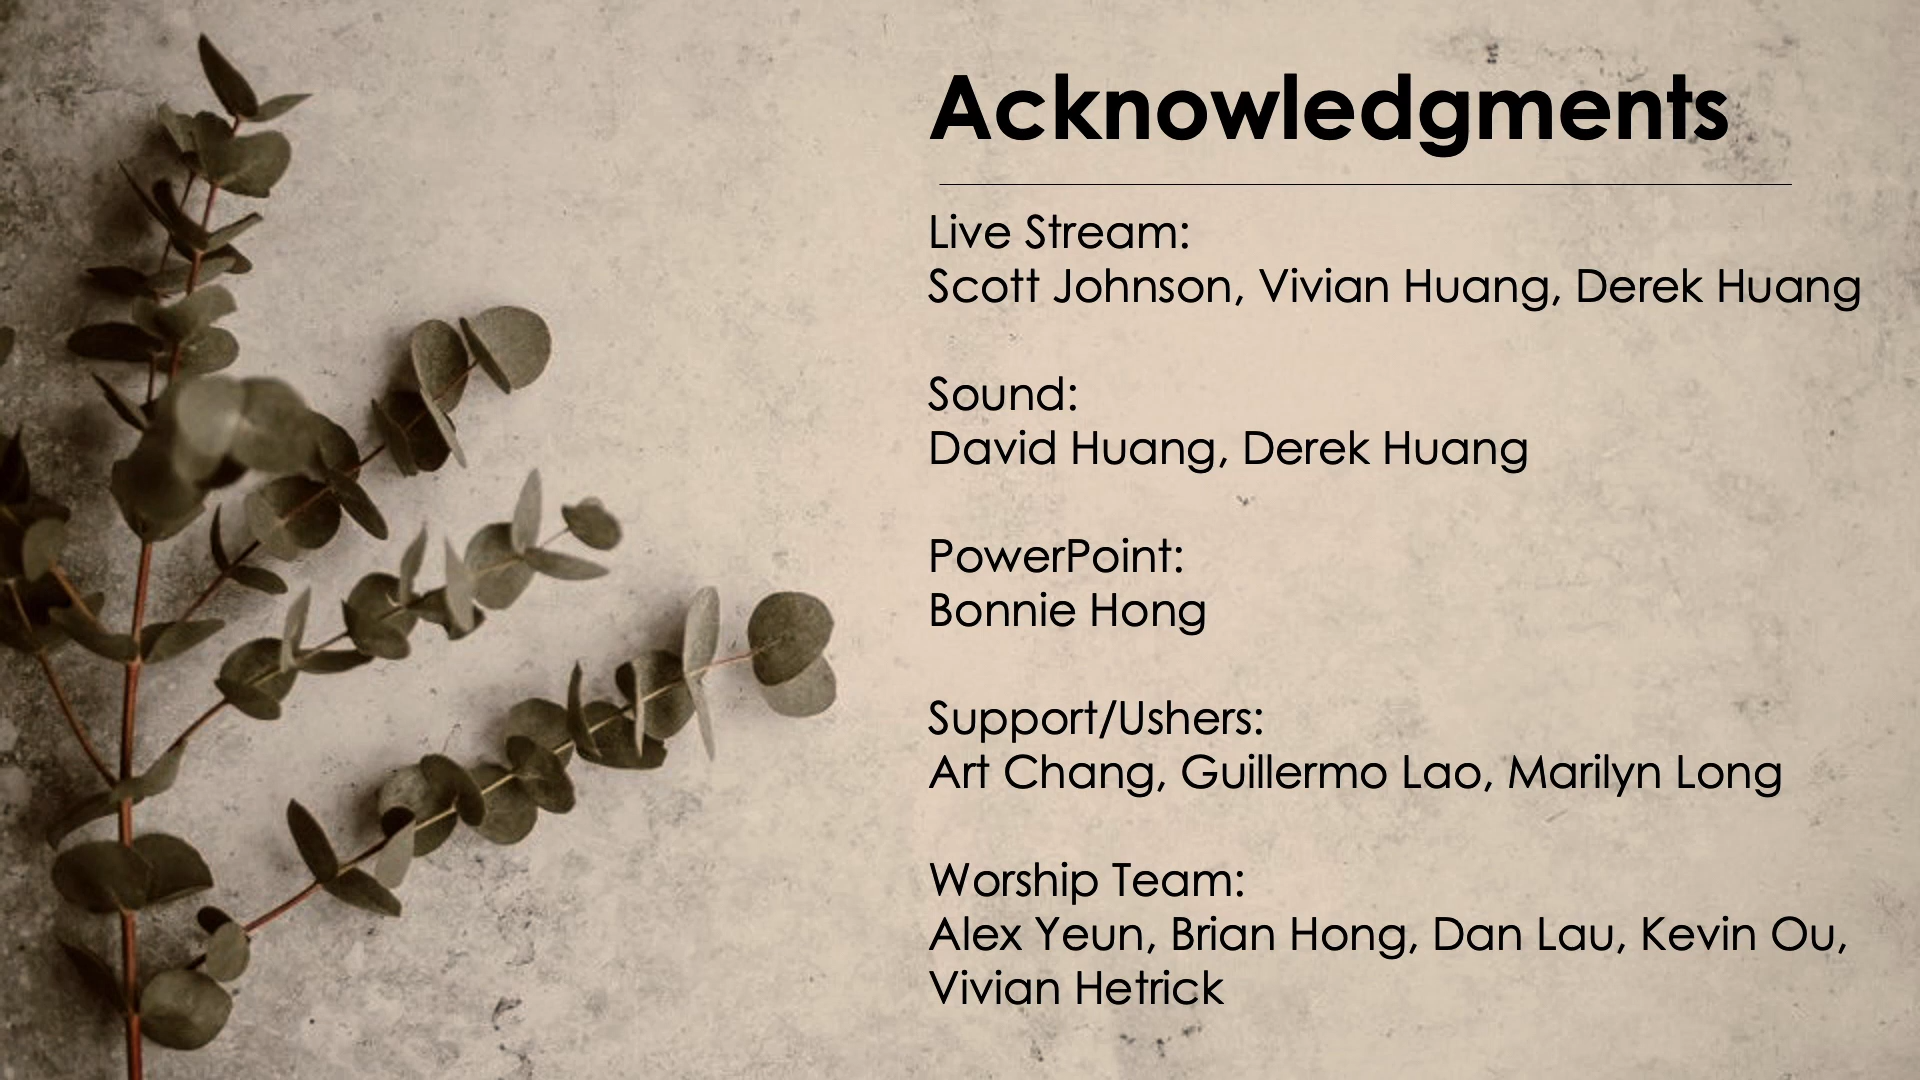 Acknowledgments
Live Stream:
Scott Johnson, Vivian Huang, Derek Huang
Sound:
David Huang, Derek Huang
PowerPoint:
Bonnie Hong
Support/Ushers:
Art Chang, Guillermo Lao, Marilyn Long
Worship Team:
Alex Yeun, Brian Hong, Dan Lau, Kevin Ou,
Vivian Hetrick